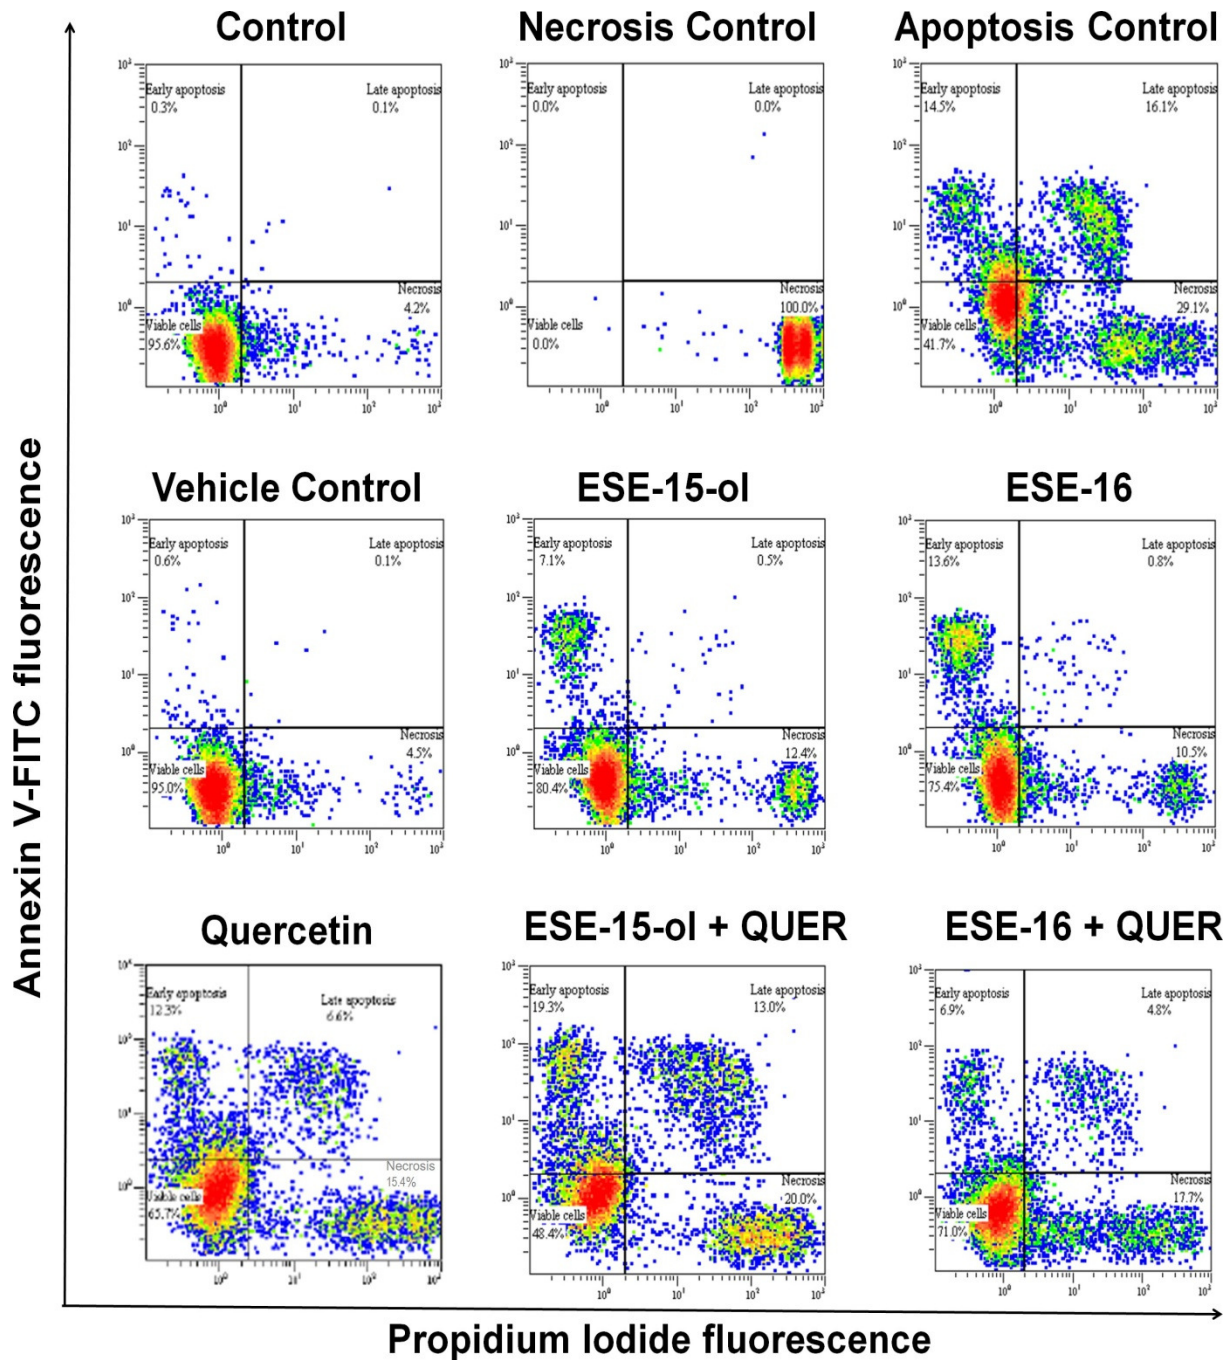 Control
Necrosis Control
Apoptosis Control
Early apoptosis
0.3%
Late apoptosis
0.1%
Necrosis
4.2%
Viable cells
95.6%
Early apoptosis
0.0%
Late apoptosis
0.0%
Necrosis
100.0%
Viable cells
0.0%
Early apoptosis
14.5%
Late apoptosis
16.1%
Necrosis
29.1%
Viable cells
41.7%
Vehicle Control
ESE-15-ol
ESE-16
Early apoptosis
0.6%
Late apoptosis
0.1%
Necrosis
4.5%
Viable cells
95.0%
Early apoptosis
7.1%
Late apoptosis
0.5%
Necrosis
12.4%
Viable cells
80.4%
Early apoptosis
13.6%
Late apoptosis
0.8%
Necrosis
10.5%
Viable cells
75.4%
Quercetin
ESE-15-ol + QUER
ESE-16 + QUER
Early apoptosis
12.3%
Late apoptosis
6.6%
Necrosis
15.4%
Viable cells
65.7%
Early apoptosis
19.3%
Late apoptosis
13.0%
Necrosis
20.0%
Viable cells
48.4%
Early apoptosis
6.9%
Late apoptosis
4.8%
Necrosis
17.7%
Viable cells
71.0%
Annexin V-FITC fluorescence
Propidium Iodide fluorescence